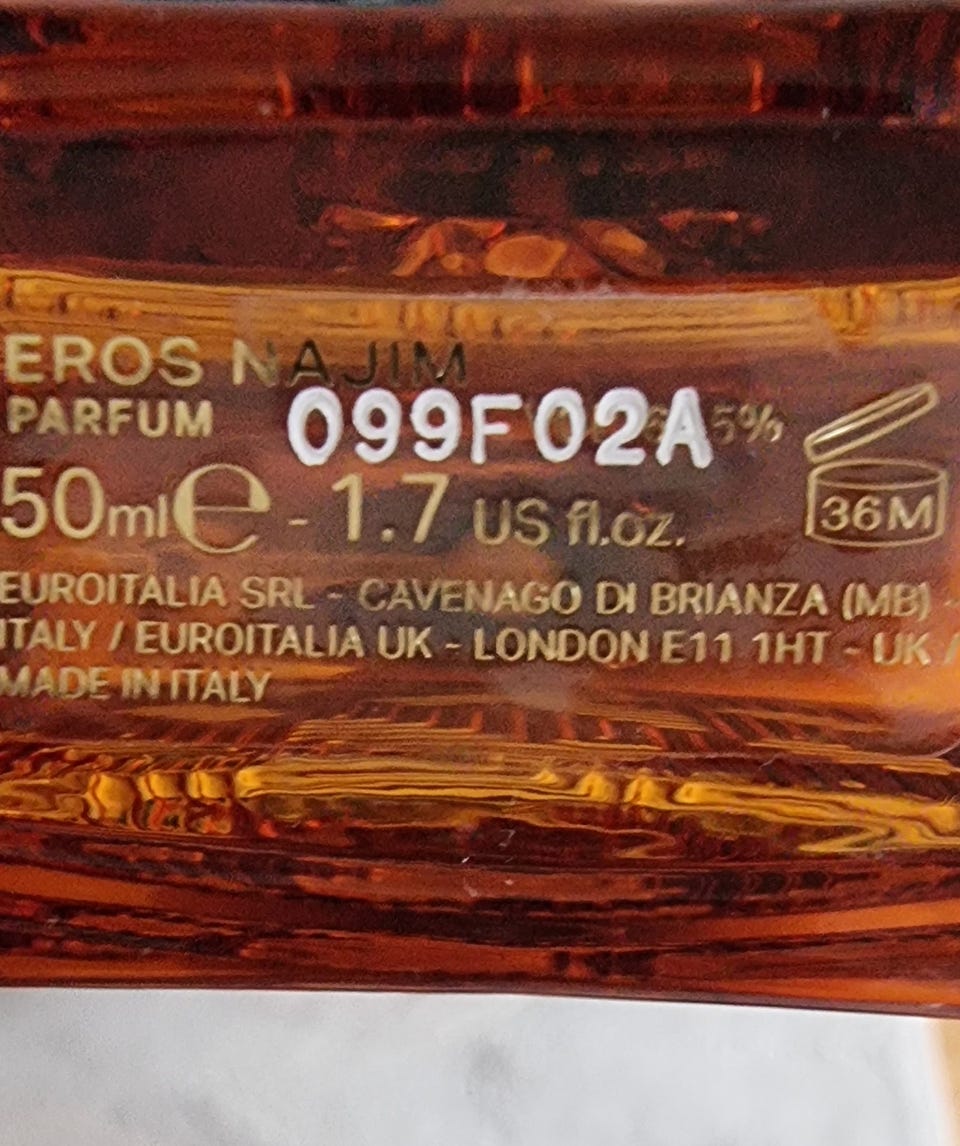 EROS NAJIM
PARFUM 099F02A 5%
50ml e - 1.7 US fl.oz.
36M
EUROITALIA SRL - CAVENAGO DI BRIANZA (MB) -
ITALY / EUROITALIA UK - LONDON E11 1HT - UK /
MADE IN ITALY